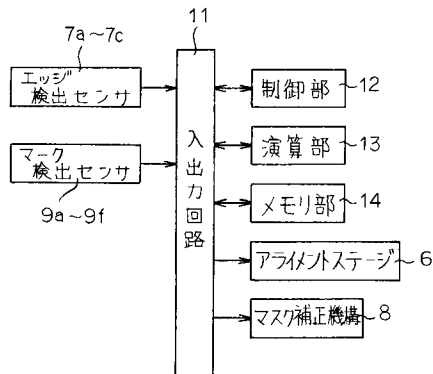 11
7a～7c
エッジ
検出センサ
マーク
検出センサ
9a～9f
入出力回路
制御部
12
演算部
13
メモリ部
14
アライメントステージ
6
マスク補正機構
8